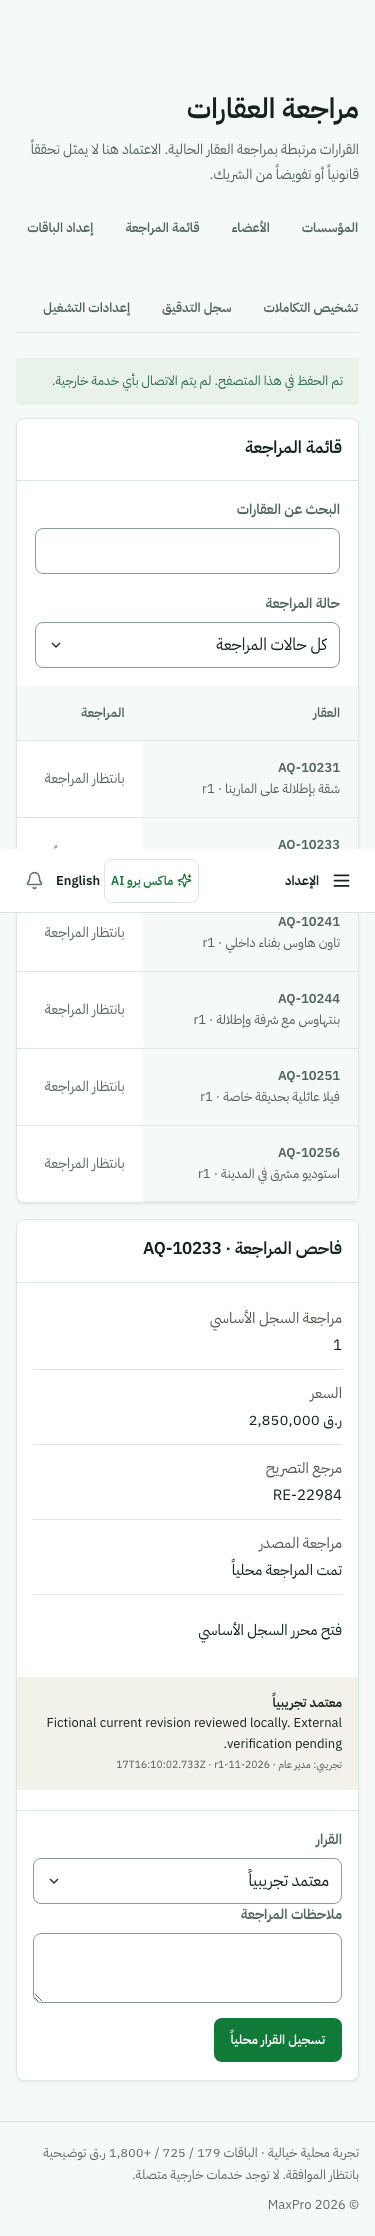 مراجعة العقارات
القرارات مرتبطة بمراجعة العقار الحالية. الاعتماد هنا لا يمثل تحققاً
قانونياً أو تفويضاً من الشريك.
المؤسسات الأعضاء قائمة المراجعة إعداد الباقات
تشخيص التكاملات سجل التدقيق إعدادات التشغيل
تم الحفظ في هذا المتصفح. لم يتم الاتصال بأي خدمة خارجية.
قائمة المراجعة
البحث عن العقارات
حالة المراجعة
كل حالات المراجعة
العقار المراجعة
AQ-10231
شقة بإطلالة على المارينا · r1
بانتظار المراجعة
AQ-10233
الإعداد ماكس برو AI English
AQ-10241
تاون هاوس بفناء داخلي · r1
بانتظار المراجعة
AQ-10244
بنتهاوس مع شرفة وإطلالة · r1
بانتظار المراجعة
AQ-10251
فيلا عائلية بحديقة خاصة · r1
بانتظار المراجعة
AQ-10256
استوديو مشرق في المدينة · r1
بانتظار المراجعة
فاحص المراجعة · AQ-10233
مراجعة السجل الأساسي
1
السعر
ر.ق 2,850,000
مرجع التصريح
RE-22984
مراجعة المصدر
تمت المراجعة محلياً
فتح محرر السجل الأساسي
معتمد تجريبياً
Fictional current revision reviewed locally. External
verification pending.
تجريبي: مدير عام · r1-11-2026 · 17T16:10:02.733Z
القرار
معتمد تجريبياً
ملاحظات المراجعة
تسجيل القرار محلياً
تجربة محلية خيالية · الباقات 179 / 725 / +1,800 ر.ق توضيحية
بانتظار الموافقة. لا توجد خدمات خارجية متصلة.
© 2026 MaxPro